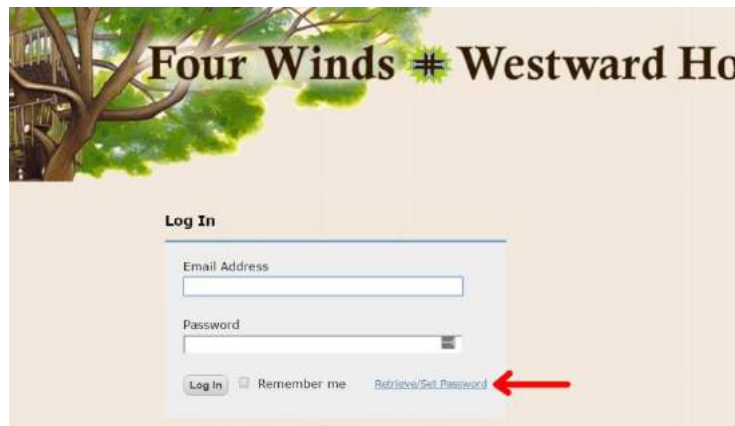 Four Winds Westward Ho
Log In
Email Address
Password
Log In Remember me Retrieve/Set Password